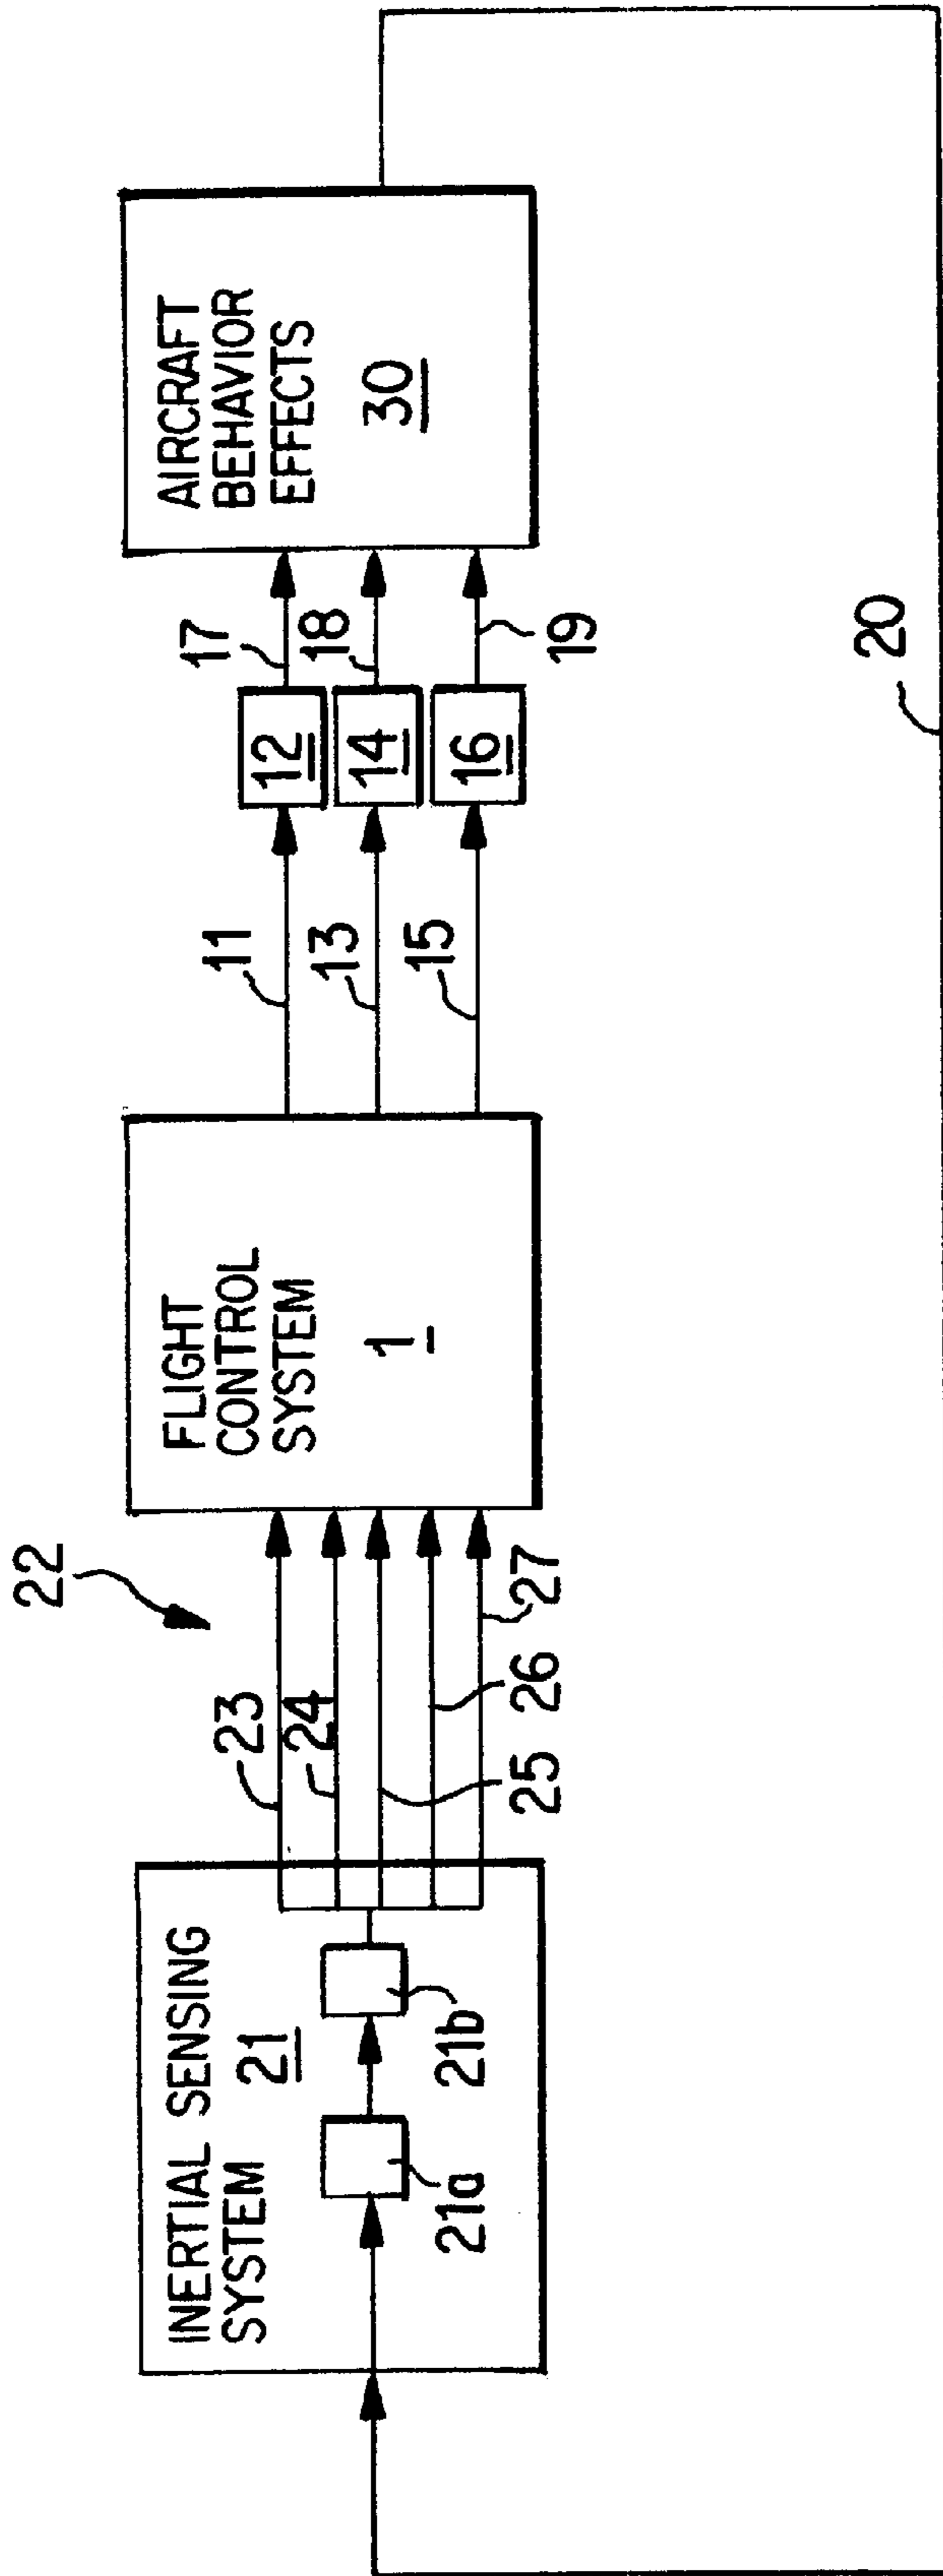 INERTIAL SENSING
SYSTEM
21
21a
21b
22
23
24
25
26
27
FLIGHT
CONTROL
SYSTEM
1
11
13
15
12
14
16
17
18
19
AIRCRAFT
BEHAVIOR
EFFECTS
30
20